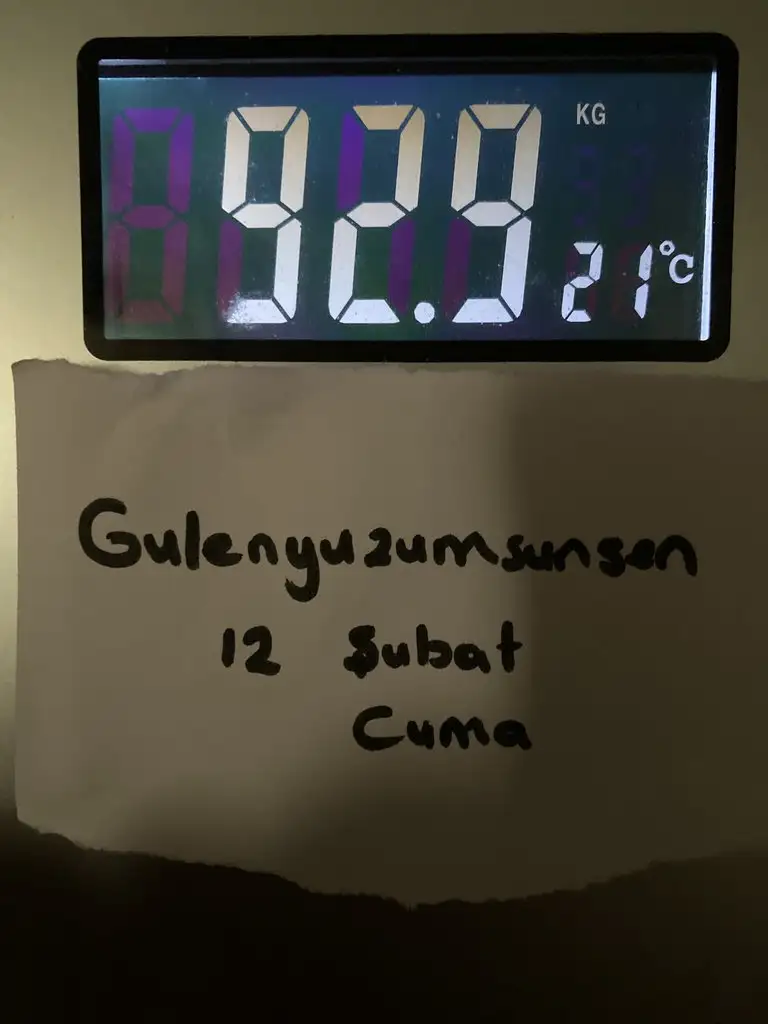 92.9 KG
21°C
Gulenyuzumsunsen
12 Şubat
Cuma